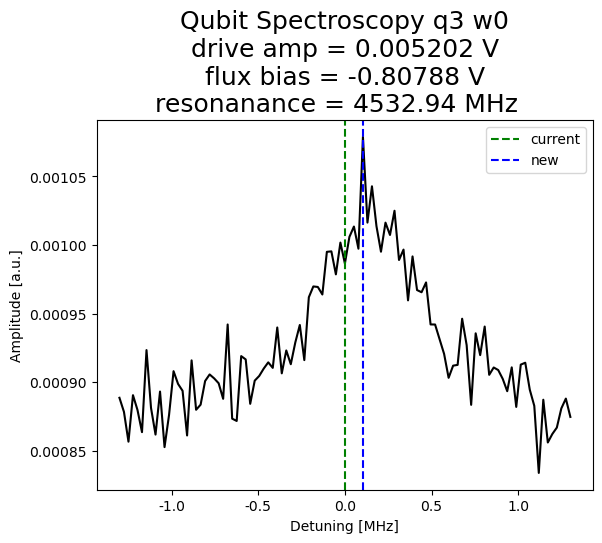 Qubit Spectroscopy q3 w0
drive amp = 0.005202 V
flux bias = -0.80788 V
resonanance = 4532.94 MHz
current
new
0.00105
0.00100
0.00095
0.00090
0.00085
Amplitude [a.u.]
-1.0 -0.5 0.0 0.5 1.0
Detuning [MHz]